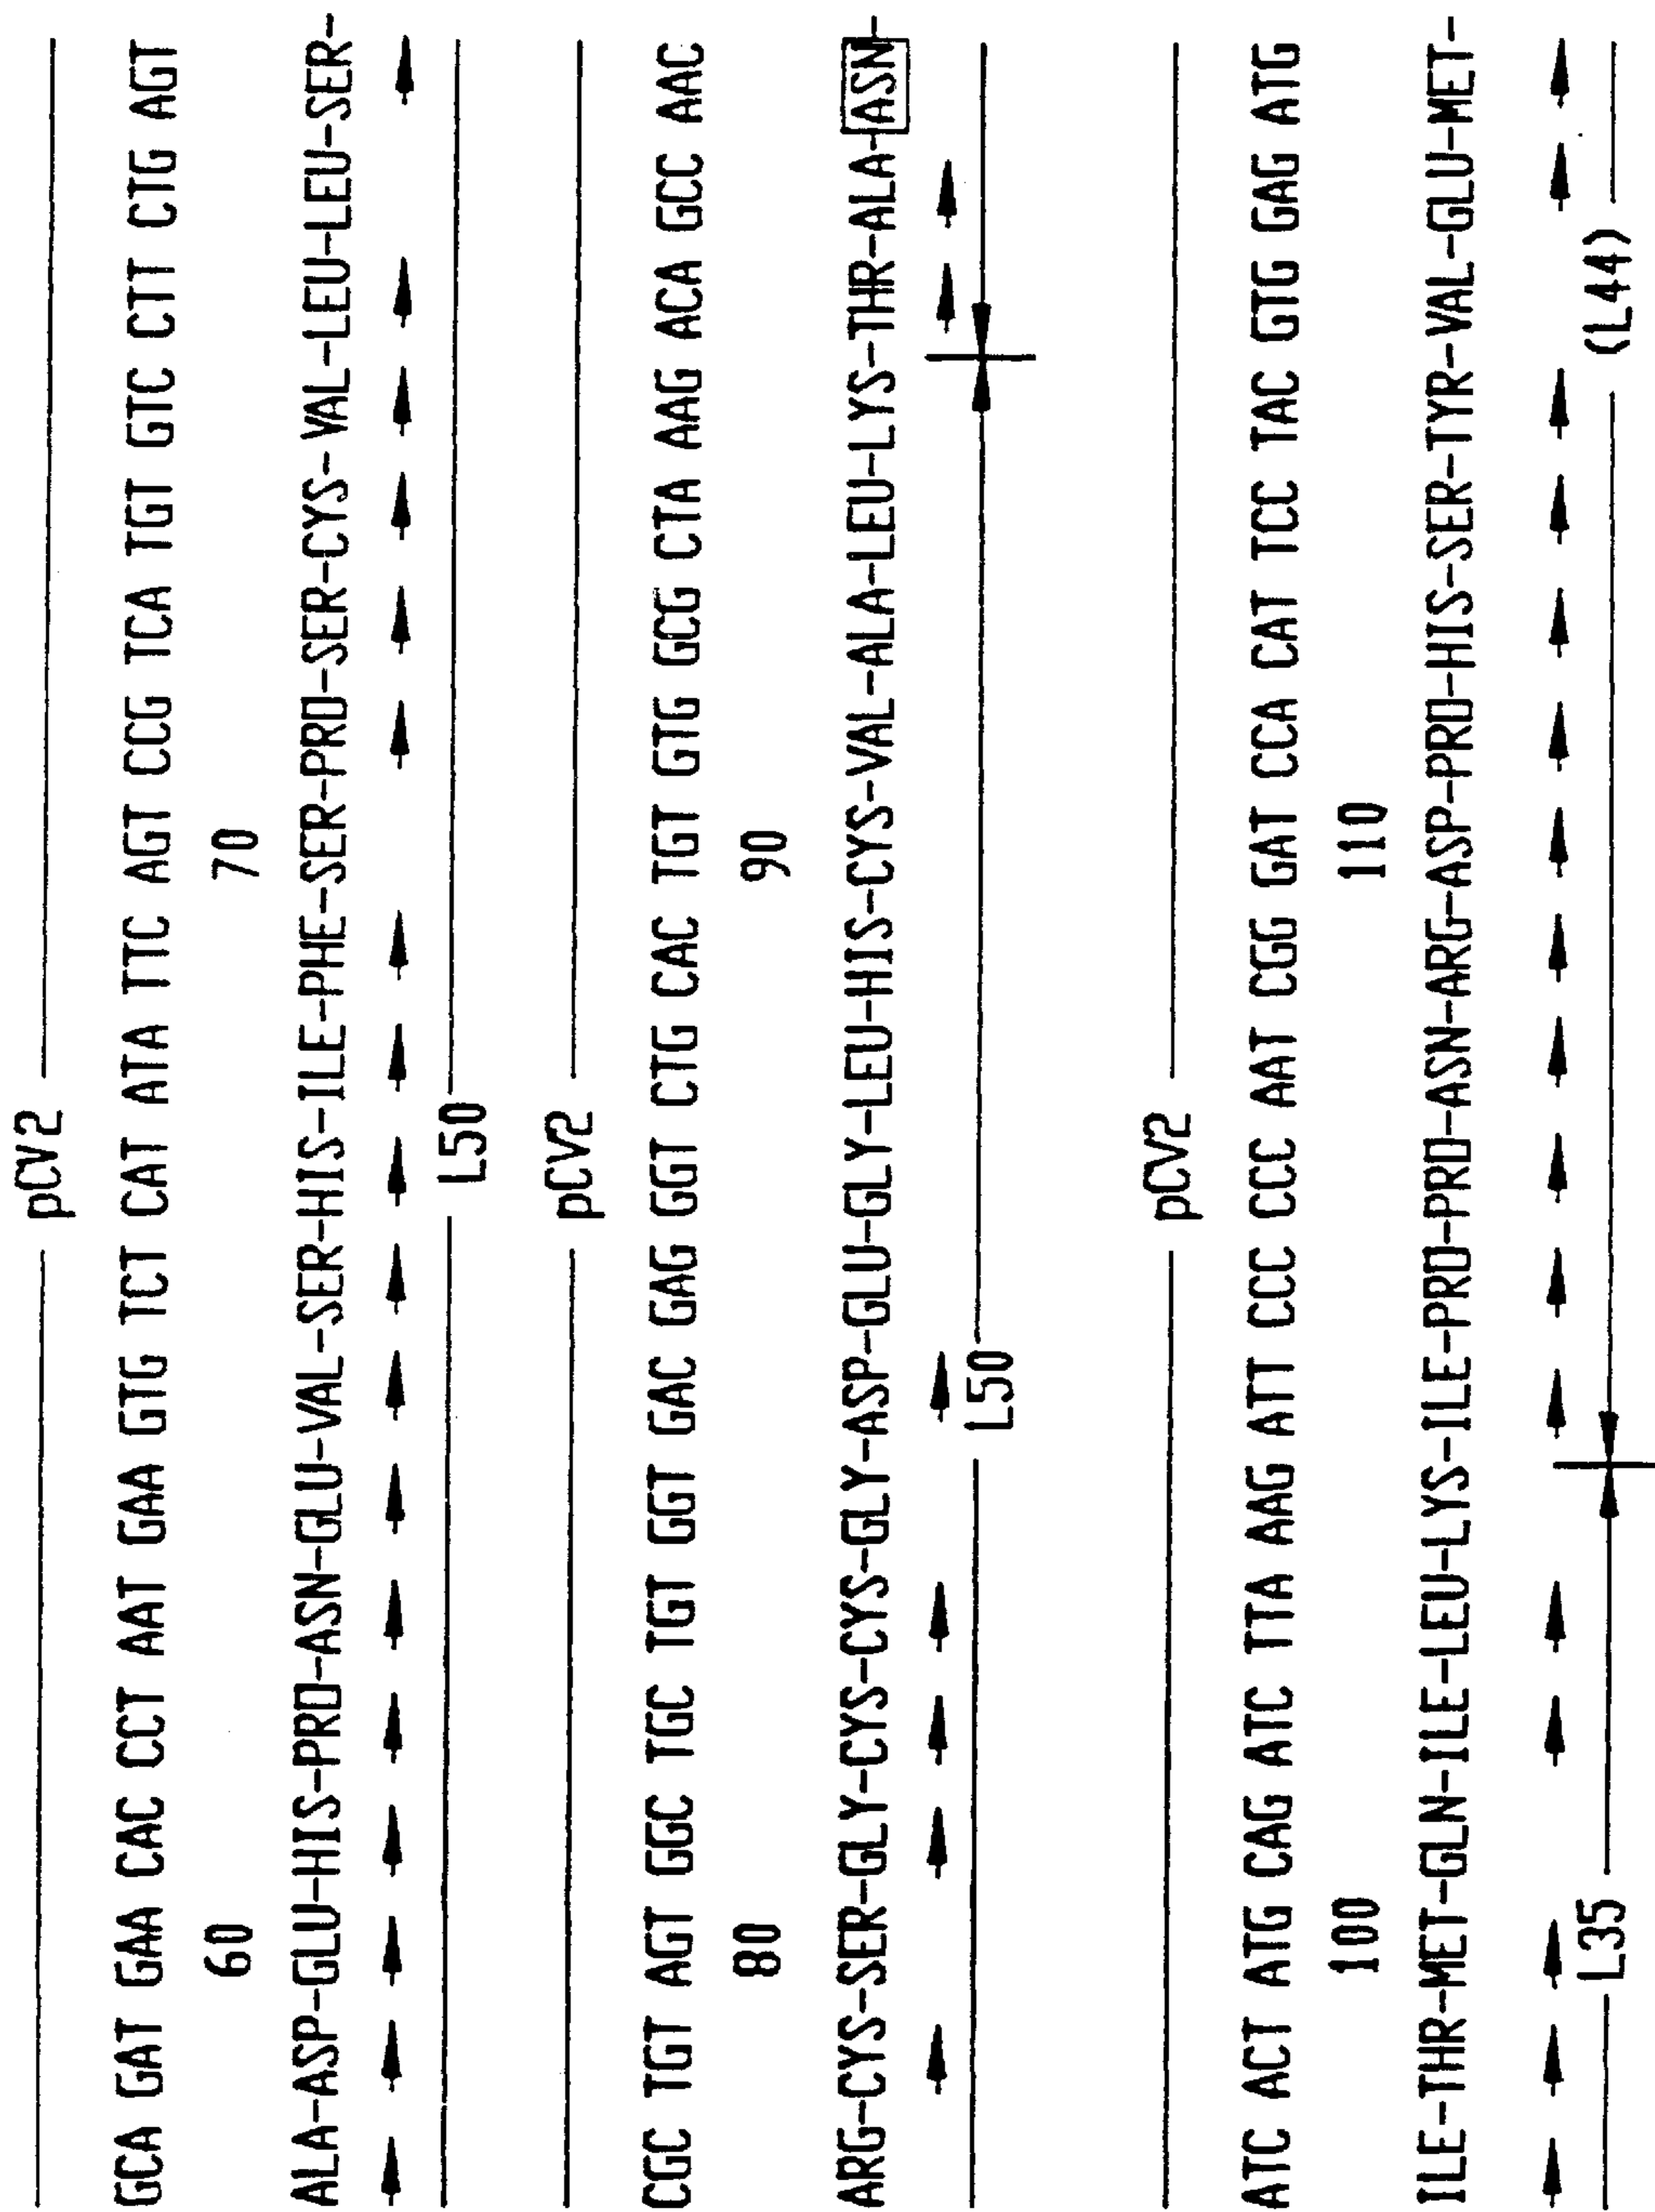 pCV2
GCA GAT GAA CAC CCT AAT GAA GTG TCT CAT ATA TTC AGT CCG TCA TGT GTC CTT CTG AGT
60 70
ALA-ASP-GLU-HIS-PRO-ASN-GLU-VAL-SER-HIS-ILE-PHE-SER-PRO-SER-CYS-VAL-LEU-LEU-SER-
L50
pCV2
CGC TGT AGT GGC TGC TGT GGT GAC GAG GGT CTG CAC TGT GTG GCG CTA AAG ACA GCC AAC
80 90
ARG-CYS-SER-GLY-CYS-CYS-GLY-ASP-GLU-GLY-LEU-HIS-CYS-VAL-ALA-LEU-LYS-THR-ALA-ASN-
L50
pCV2
ATC ACT ATG CAG ATC TTA AAG ATT CCC CCC AAT CGG GAT CCA CAT TCC TAC GTG GAG ATG
100 110
ILE-THR-MET-GLN-ILE-LEU-LYS-ILE-PRO-PRO-ASN-ARG-ASP-PRO-HIS-SER-TYR-VAL-GLU-MET-
L35 (L44)